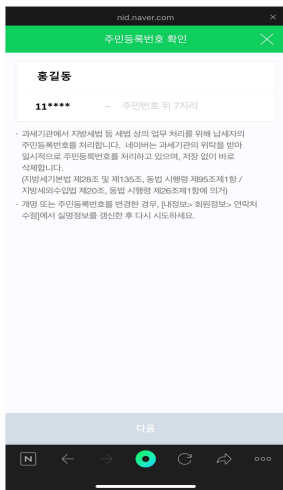 nid.naver.com ×
주민등록번호 확인
홍길동
11**** – 주민번호 뒤 7자리
· 과세기관에서 지방세법 등 세법 상의 업무 처리를 위해 납세자의
주민등록번호를 처리합니다. 네이버는 과세기관의 위탁을 받아
일시적으로 주민등록번호를 처리하고 있으며, 저장 없이 바로
삭제합니다.
(지방세기본법 제28조 및 제135조, 동법 시행령 제95조제1항 /
지방세외수입법 제20조, 동법 시행령 제26조제1항에 의거)
· 개명 또는 주민등록번호를 변경한 경우, [내정보> 회원정보> 연락처
수정]에서 실명정보를 갱신한 후 다시 시도하세요.
다음
N